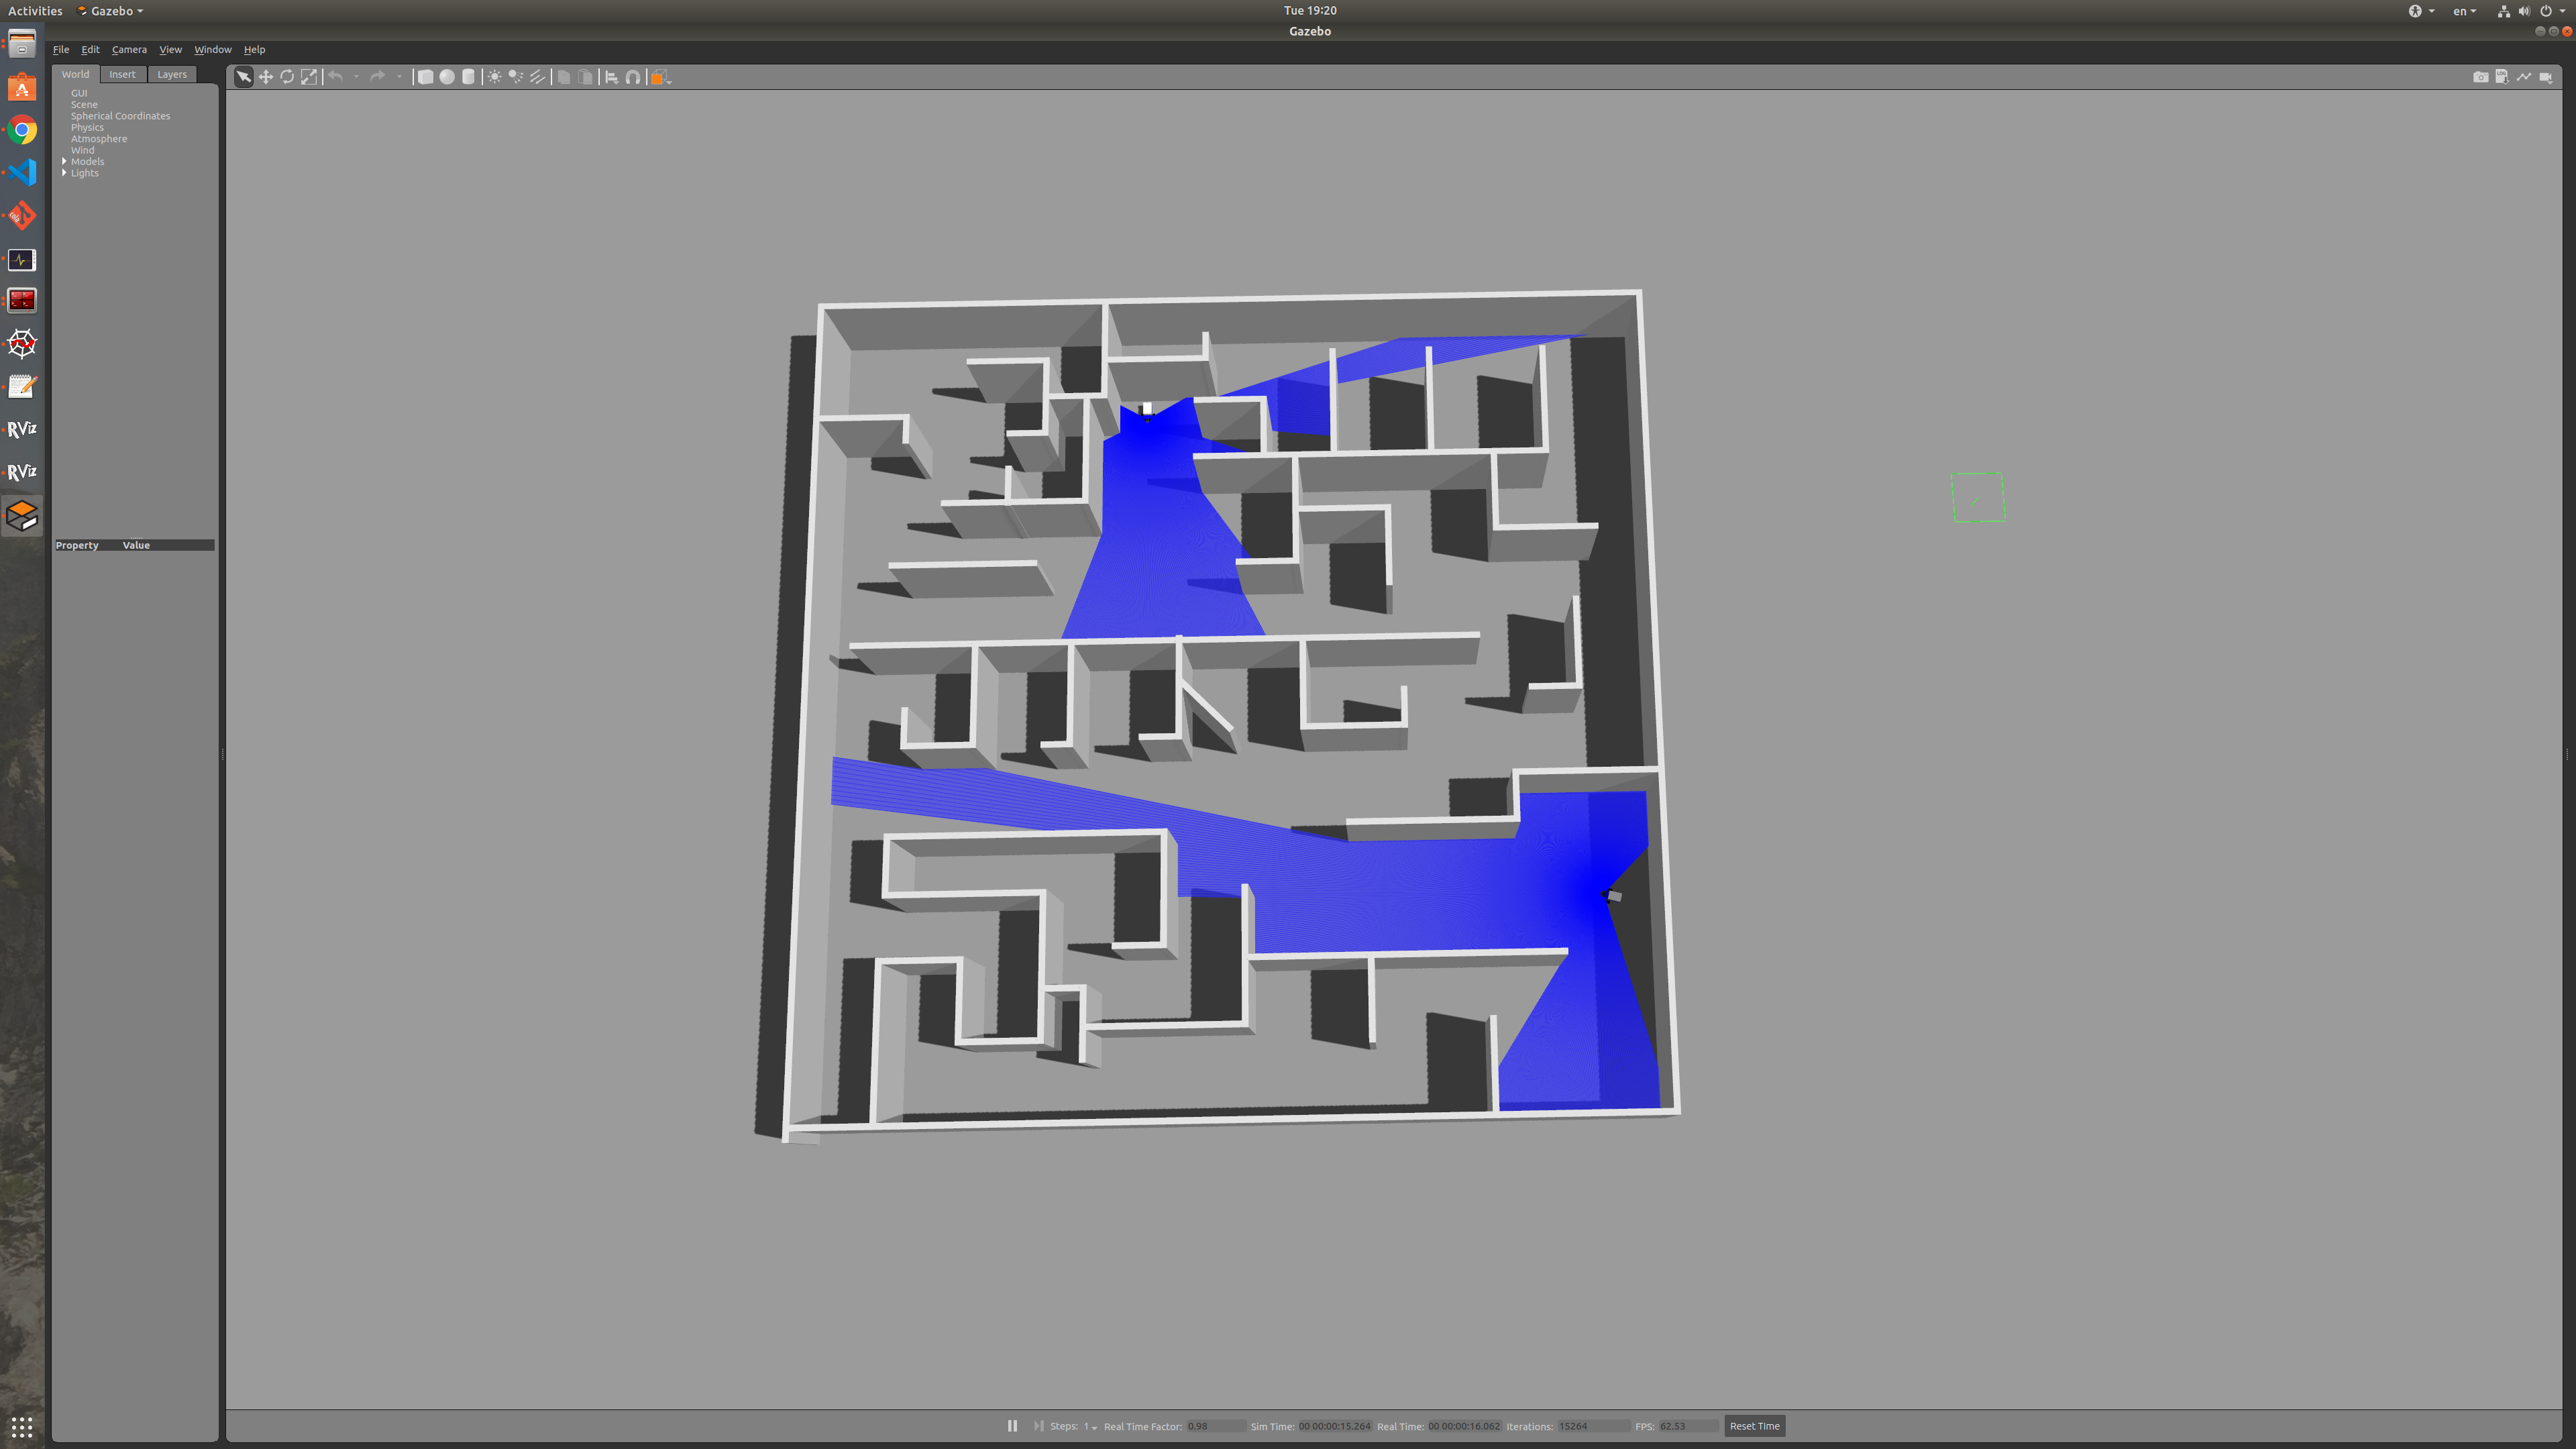 Activities Gazebo Tue 19:20 en
Gazebo
File Edit Camera View Window Help
World Insert Layers
GUI
Scene
Spherical Coordinates
Physics
Atmosphere
Wind
Models
Lights
Property Value
RViz
RViz
Steps: 1 Real Time Factor: 0.98 Sim Time: 00 00:00:15.264 Real Time: 00 00:00:16.062 Iterations: 15264 FPS: 62.53 Reset Time